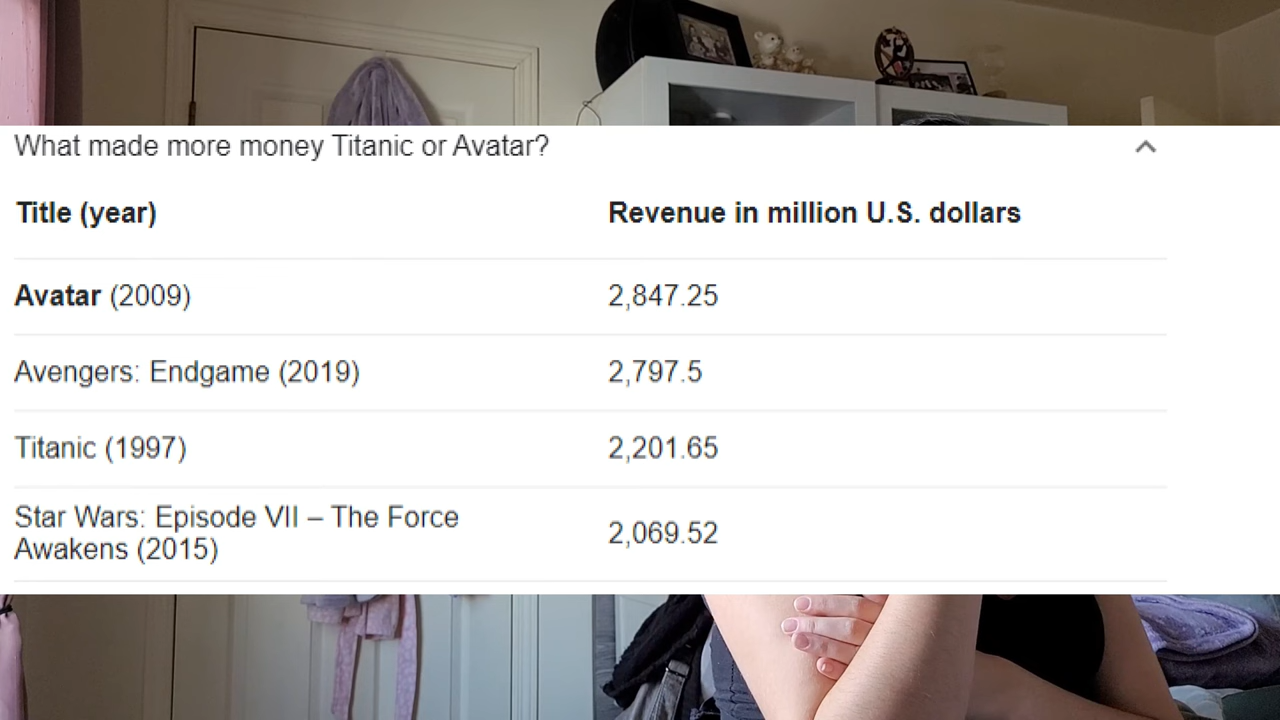 What made more money Titanic or Avatar?
Title (year) Revenue in million U.S. dollars
Avatar (2009) 2,847.25
Avengers: Endgame (2019) 2,797.5
Titanic (1997) 2,201.65
Star Wars: Episode VII – The Force
Awakens (2015) 2,069.52